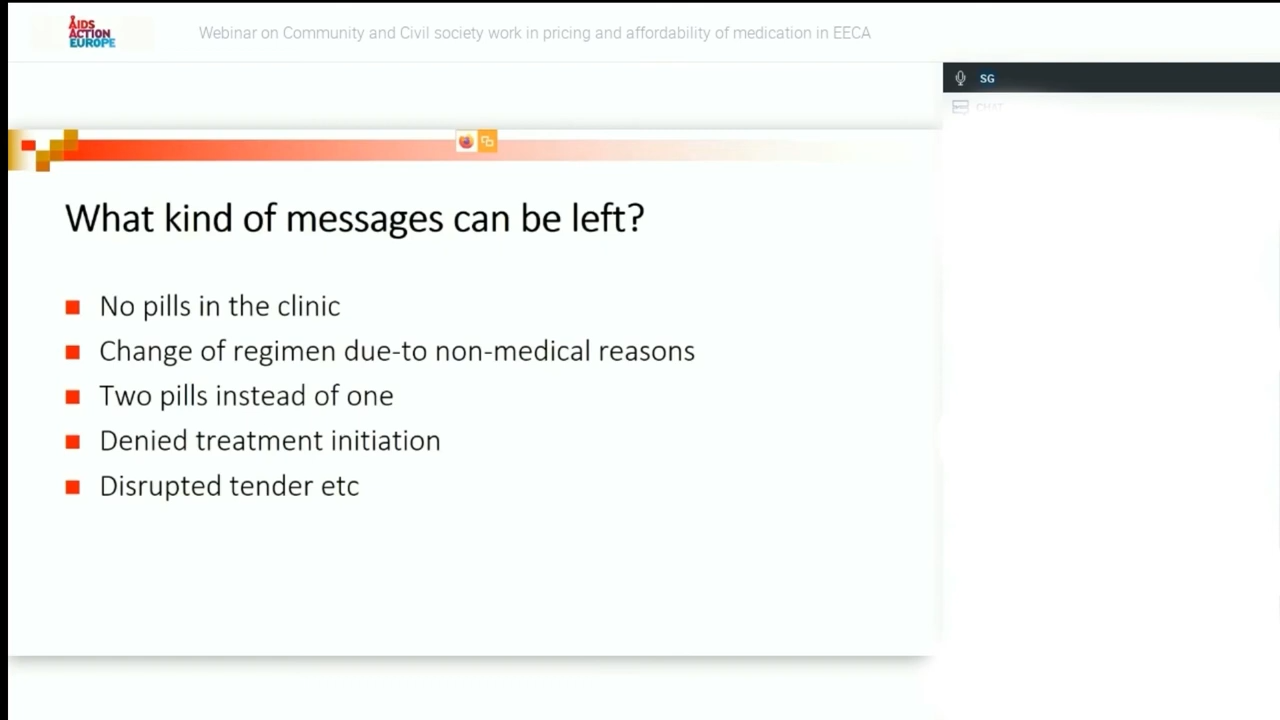 AIDS
ACTION
EUROPE
Webinar on Community and Civil society work in pricing and affordability of medication in EECA
SG
CHAT
What kind of messages can be left?
No pills in the clinic
Change of regimen due-to non-medical reasons
Two pills instead of one
Denied treatment initiation
Disrupted tender etc